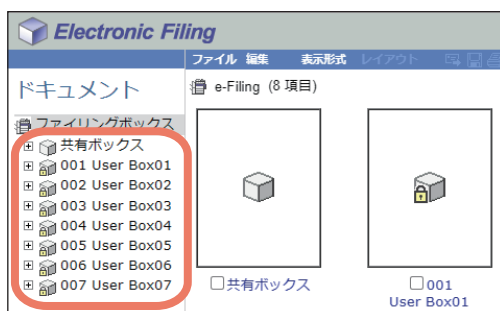 Electronic Filing
ファイル 編集 表示形式 レイアウト
ドキュメント
e-Filing (8 項目)
ファイリングボックス
共有ボックス
001 User Box01
002 User Box02
003 User Box03
004 User Box04
005 User Box05
006 User Box06
007 User Box07
共有ボックス
001
User Box01